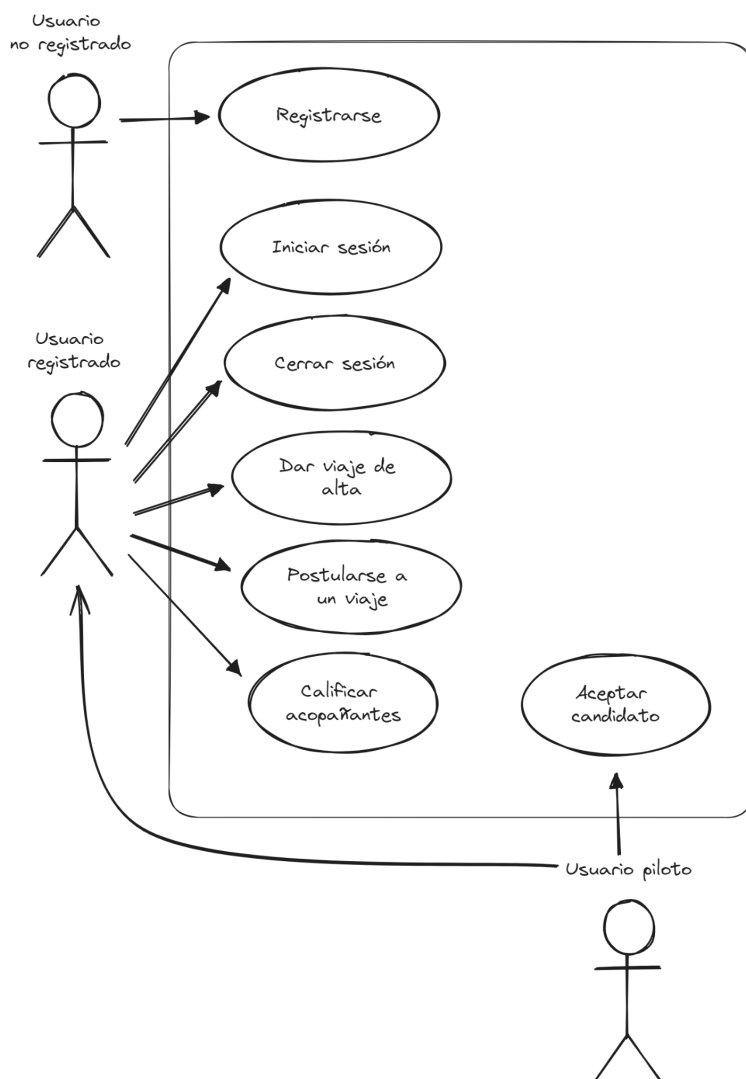 Usuario
no registrado
Registrarse
Iniciar sesión
Usuario
registrado
Cerrar sesión
Dar viaje de
alta
Postularse a
un viaje
Calificar
acopañantes
Aceptar
candidato
Usuario piloto